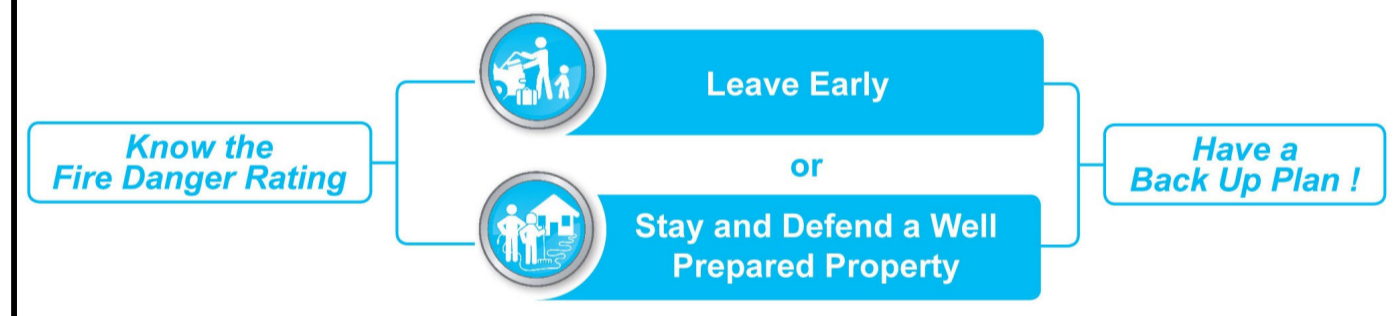 Know the
Fire Danger Rating
Leave Early
or
Stay and Defend a Well
Prepared Property
Have a
Back Up Plan !